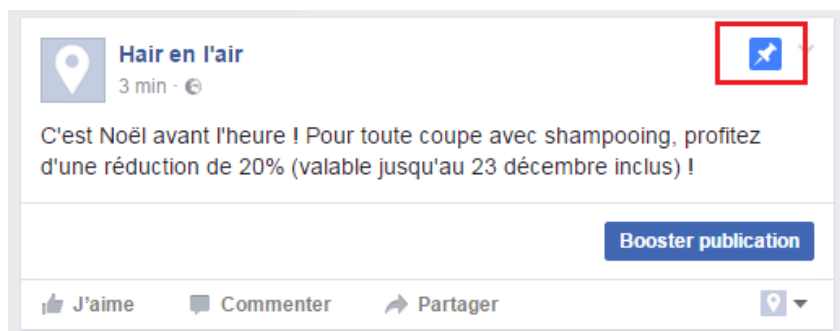 Hair en l'air
3 min ·
C'est Noël avant l'heure ! Pour toute coupe avec shampooing, profitez
d'une réduction de 20% (valable jusqu'au 23 décembre inclus) !
Booster publication
J'aime Commenter Partager